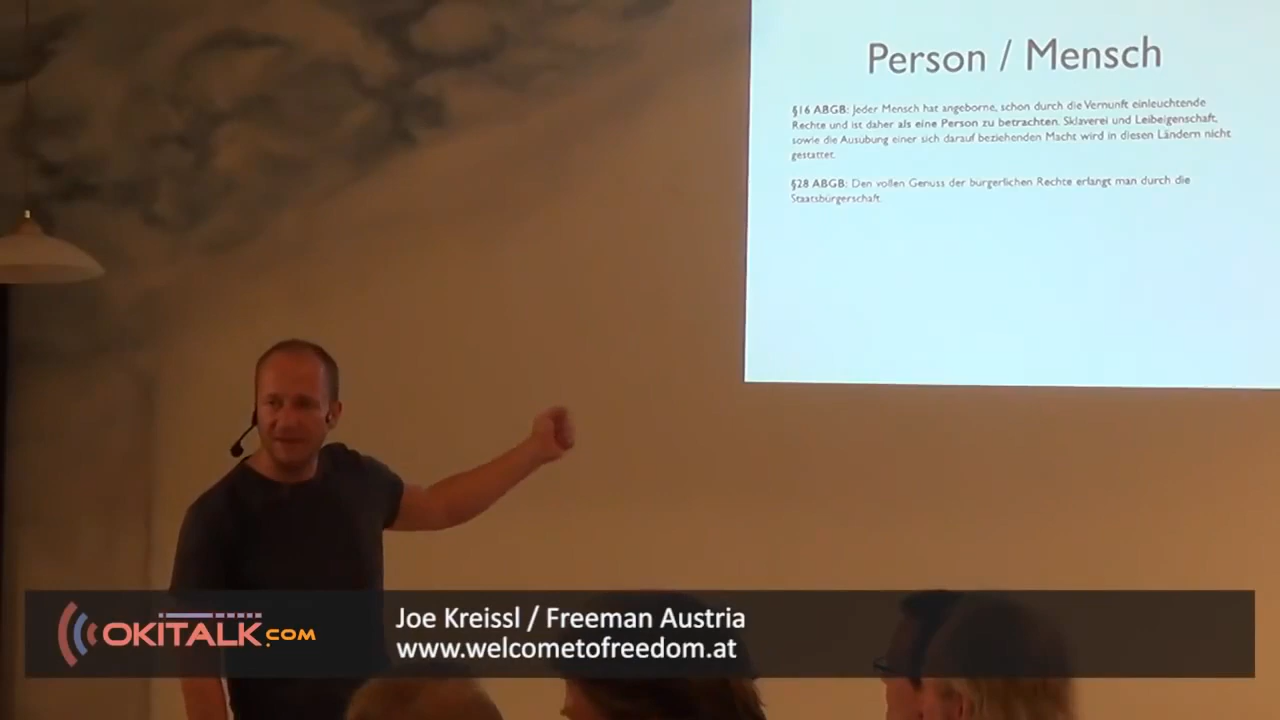 Person / Mensch
§16 ABGB: Jeder Mensch hat angeborne, schon durch die Vernunft einleuchtende
Rechte und ist daher als eine Person zu betrachten. Sklaverei und Leibeigenschaft,
sowie die Ausübung einer sich darauf beziehenden Macht wird in diesen Ländern nicht
gestattet.
§28 ABGB: Den vollen Genuss der bürgerlichen Rechte erlangt man durch die
Staatsbürgerschaft.
OKITALK.COM
Joe Kreissl / Freeman Austria
www.welcometofreedom.at